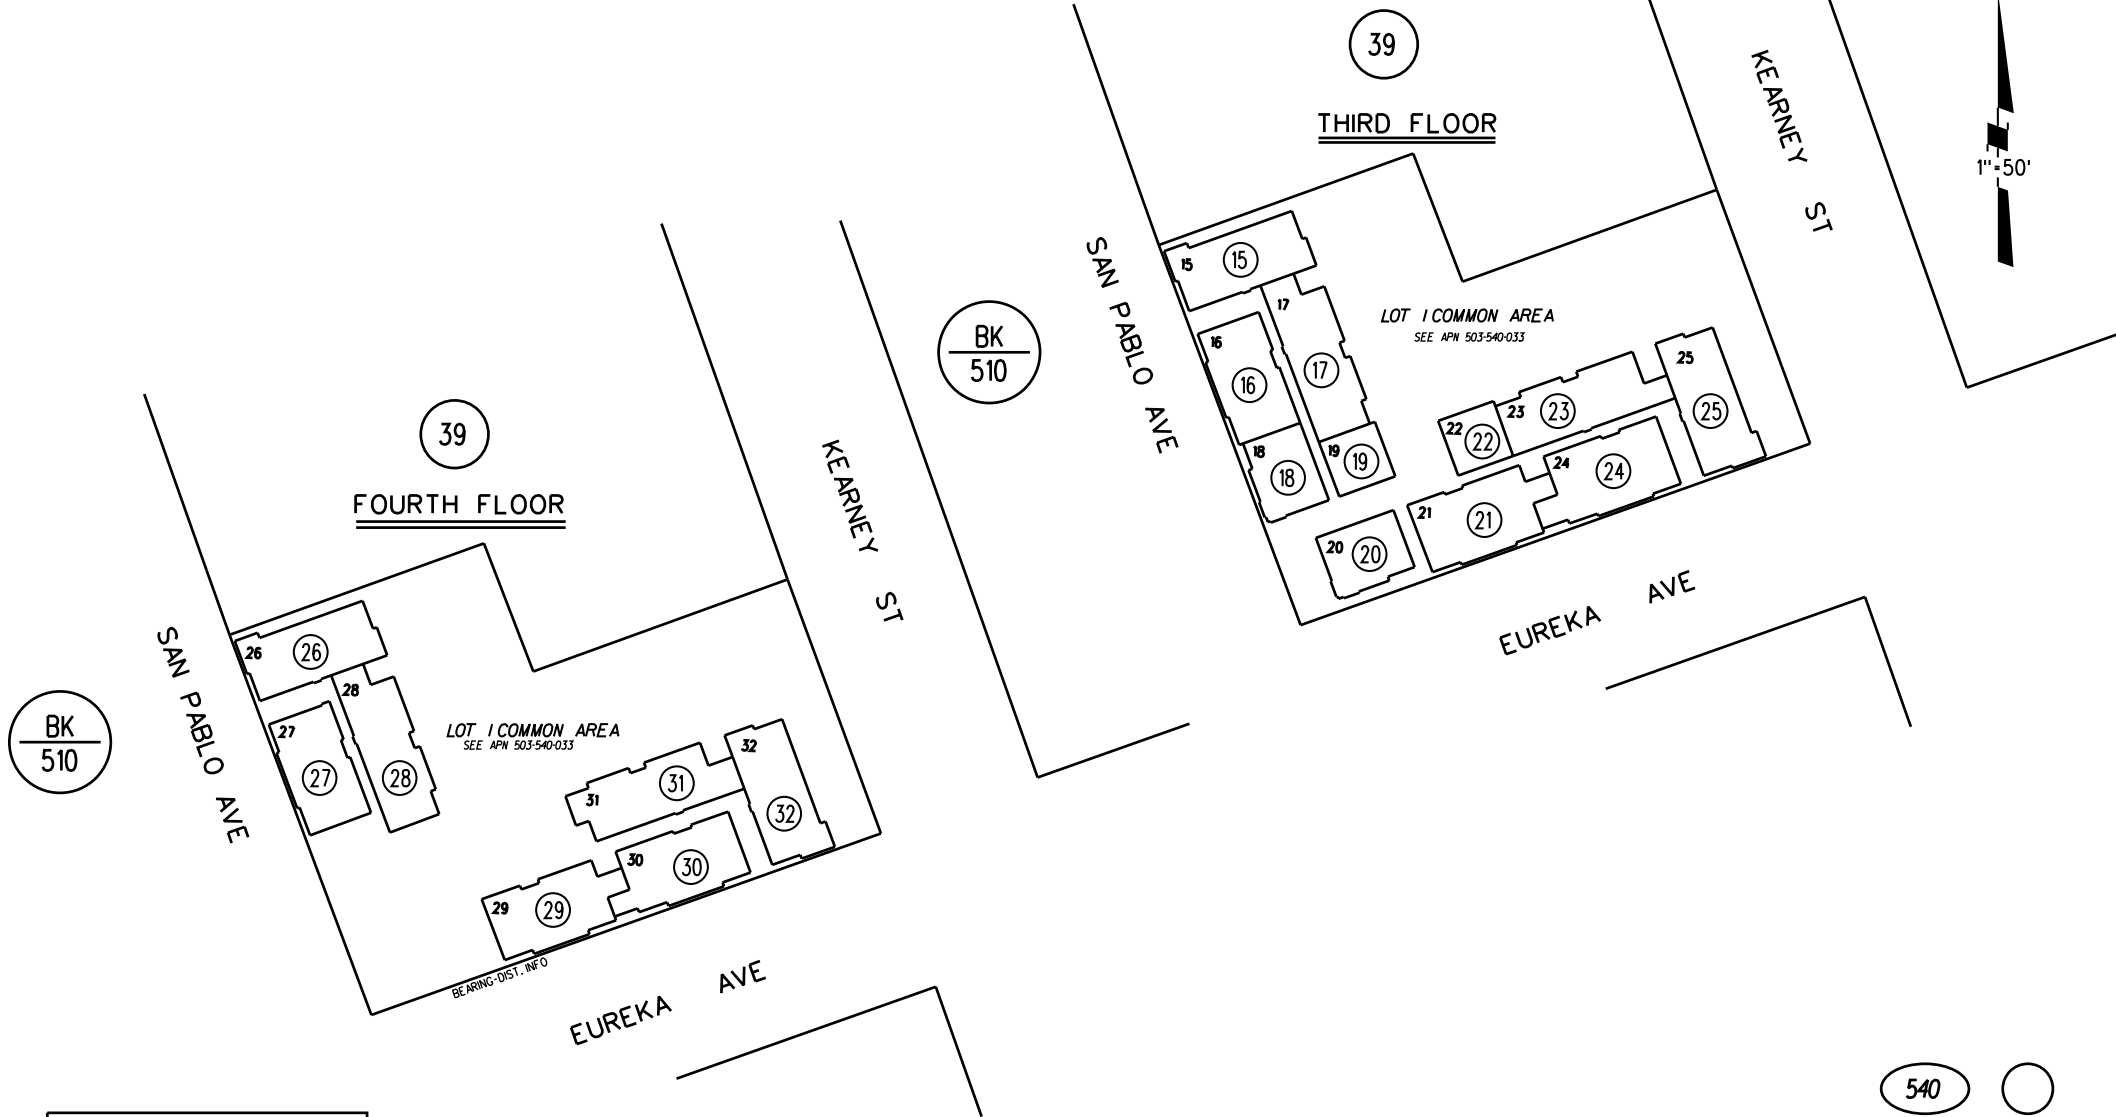 39
THIRD FLOOR
KEARNEY ST
1"=50'
SAN PABLO AVE
BK
510
15
15
16
16
17
17
18
18
19
19
LOT 1 COMMON AREA
SEE APN 503-540-033
22
22
23
23
25
25
24
24
21
21
20
20
EUREKA AVE
39
FOURTH FLOOR
KEARNEY ST
SAN PABLO AVE
BK
510
26
26
27
27
28
28
LOT 1 COMMON AREA
SEE APN 503-540-033
31
31
32
32
30
30
29
29
BEARING-DIST. INFO
EUREKA AVE
540